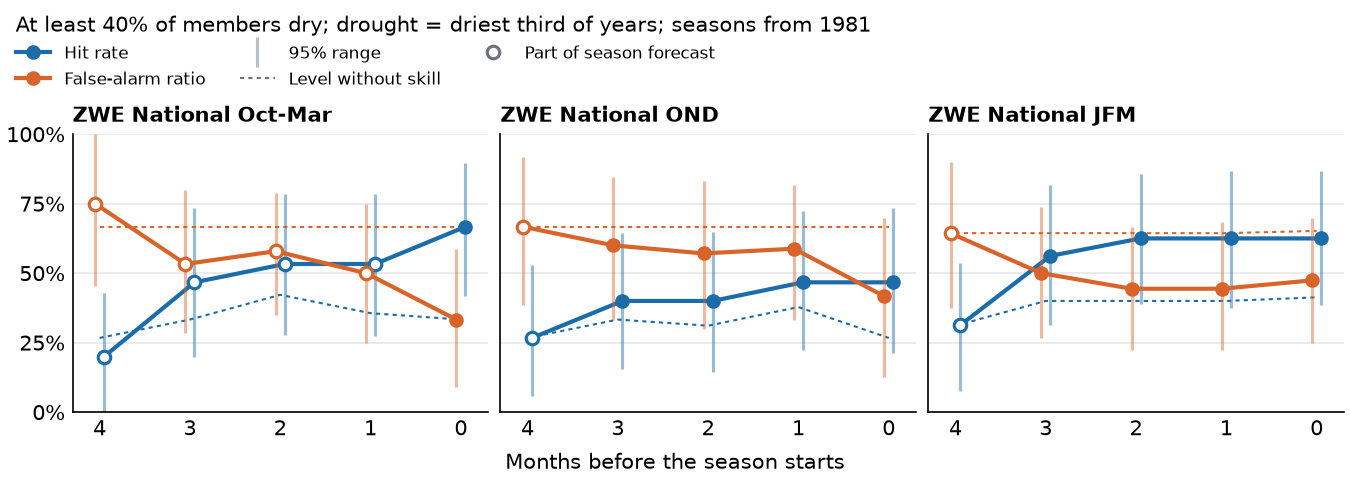 At least 40% of members dry; drought = driest third of years; seasons from 1981
Hit rate
95% range
Part of season forecast
False-alarm ratio
Level without skill
ZWE National Oct-Mar
ZWE National OND
ZWE National JFM
100%
75%
50%
25%
0%
4 3 2 1 0
4 3 2 1 0
4 3 2 1 0
Months before the season starts